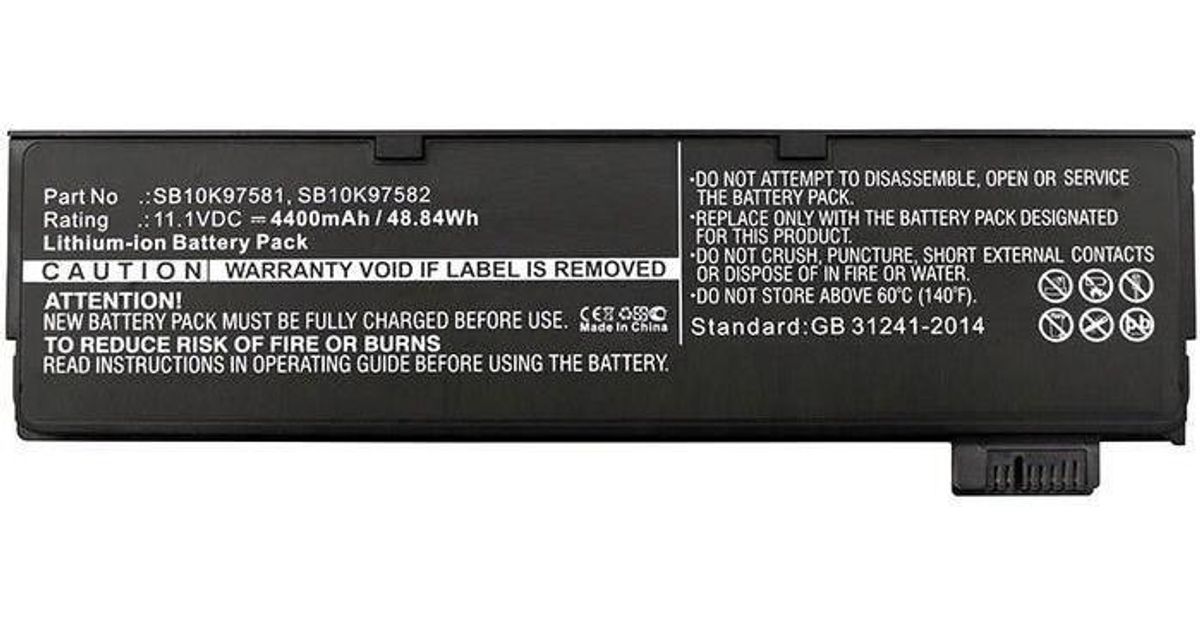 Part No .:SB10K97581, SB10K97582
Rating .:11.1VDC ⎓ 4400mAh / 48.84Wh
Lithium-ion Battery Pack
CAUTION WARRANTY VOID IF LABEL IS REMOVED
ATTENTION!
NEW BATTERY PACK MUST BE FULLY CHARGED BEFORE USE.
TO REDUCE RISK OF FIRE OR BURNS
READ INSTRUCTIONS IN OPERATING GUIDE BEFORE USING THE BATTERY.
CE
Made In China
•DO NOT ATTEMPT TO DISASSEMBLE, OPEN OR SERVICE
THE BATTERY PACK.
•REPLACE ONLY WITH THE BATTERY PACK DESIGNATED
FOR THIS PRODUCT.
•DO NOT CRUSH, PUNCTURE, SHORT EXTERNAL CONTACTS
OR DISPOSE OF IN FIRE OR WATER.
•DO NOT STORE ABOVE 60°C (140°F).
Standard:GB 31241-2014
Pb